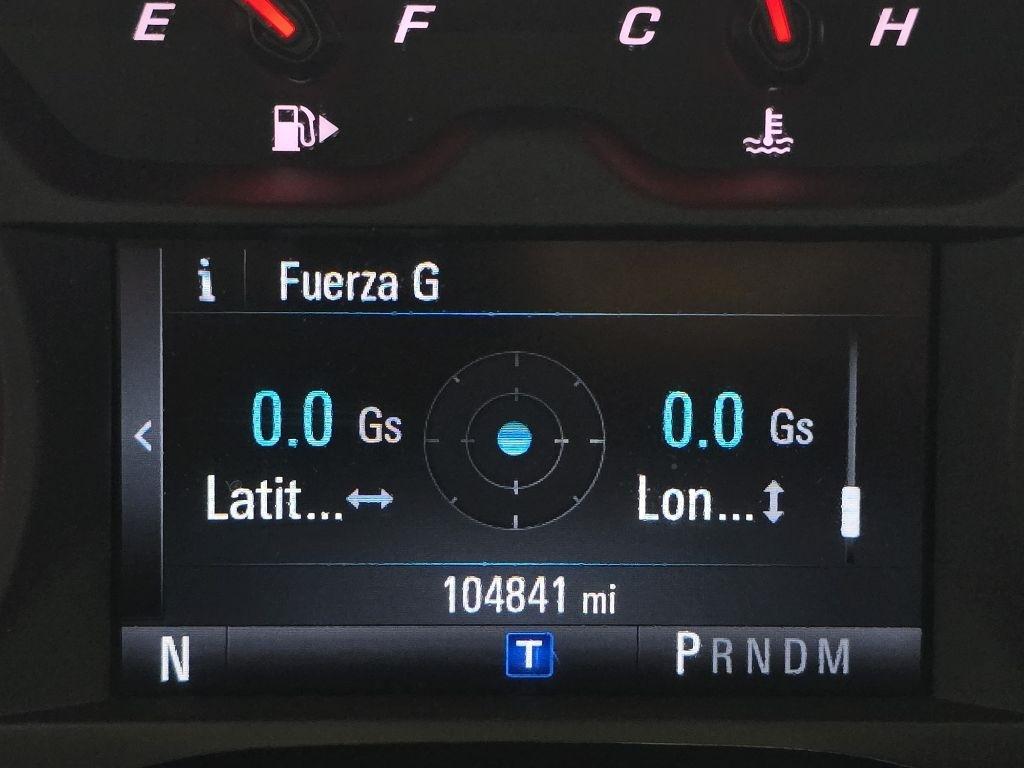 E F C H
i Fuerza G
0.0 Gs 0.0 Gs
Latit... Lon...
104841 mi
N T PRNDM